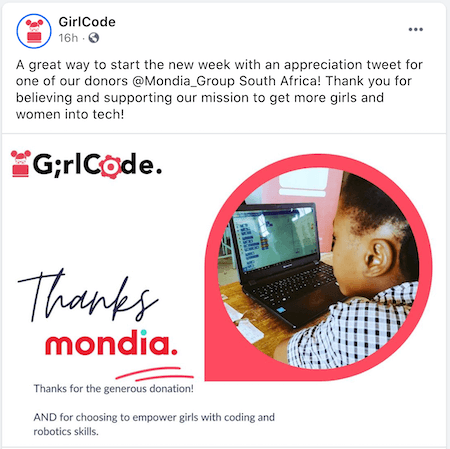 GirlCode
16h ·
A great way to start the new week with an appreciation tweet for
one of our donors @Mondia_Group South Africa! Thank you for
believing and supporting our mission to get more girls and
women into tech!
G;rlCode.
Thanks
mondia.
Thanks for the generous donation!
AND for choosing to empower girls with coding and
robotics skills.